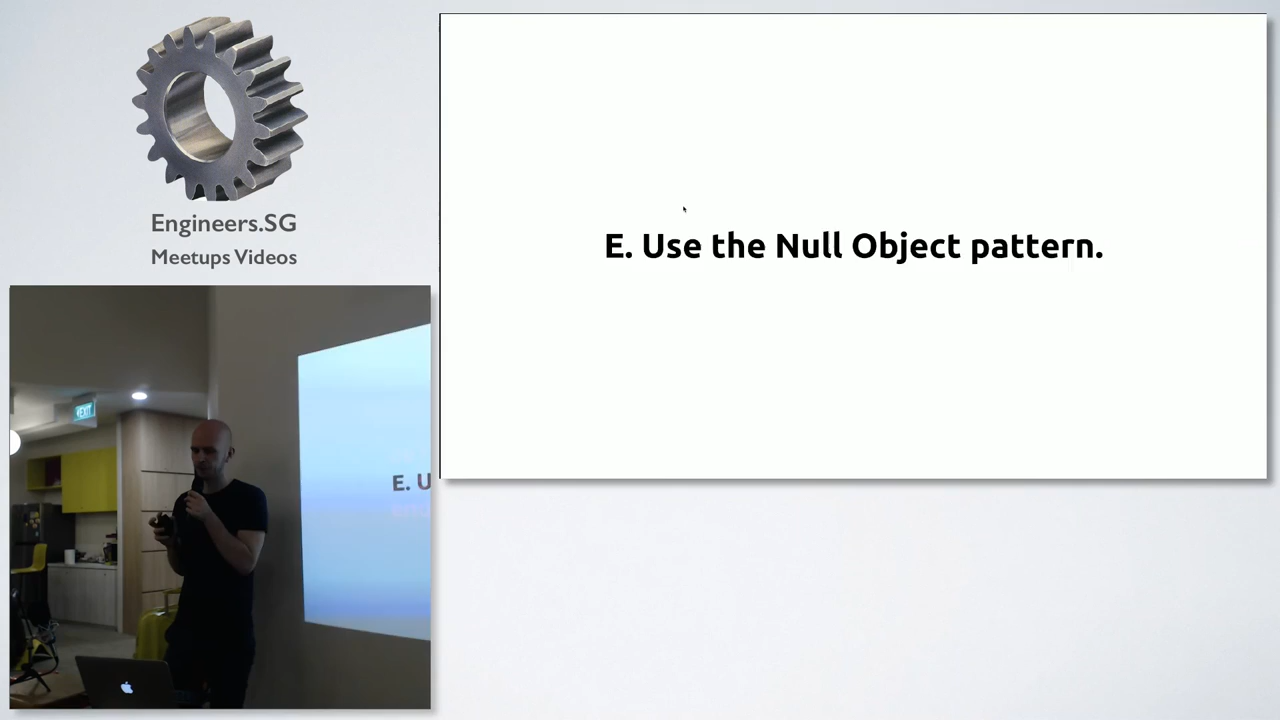 Engineers.SG
Meetups Videos
E. Use the Null Object pattern.
EXIT
E. U